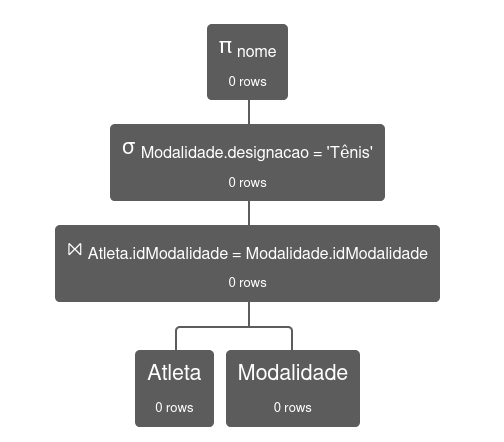 π nome
0 rows
σ Modalidade.designacao = 'Tênis'
0 rows
⋈ Atleta.idModalidade = Modalidade.idModalidade
0 rows
Atleta
0 rows
Modalidade
0 rows